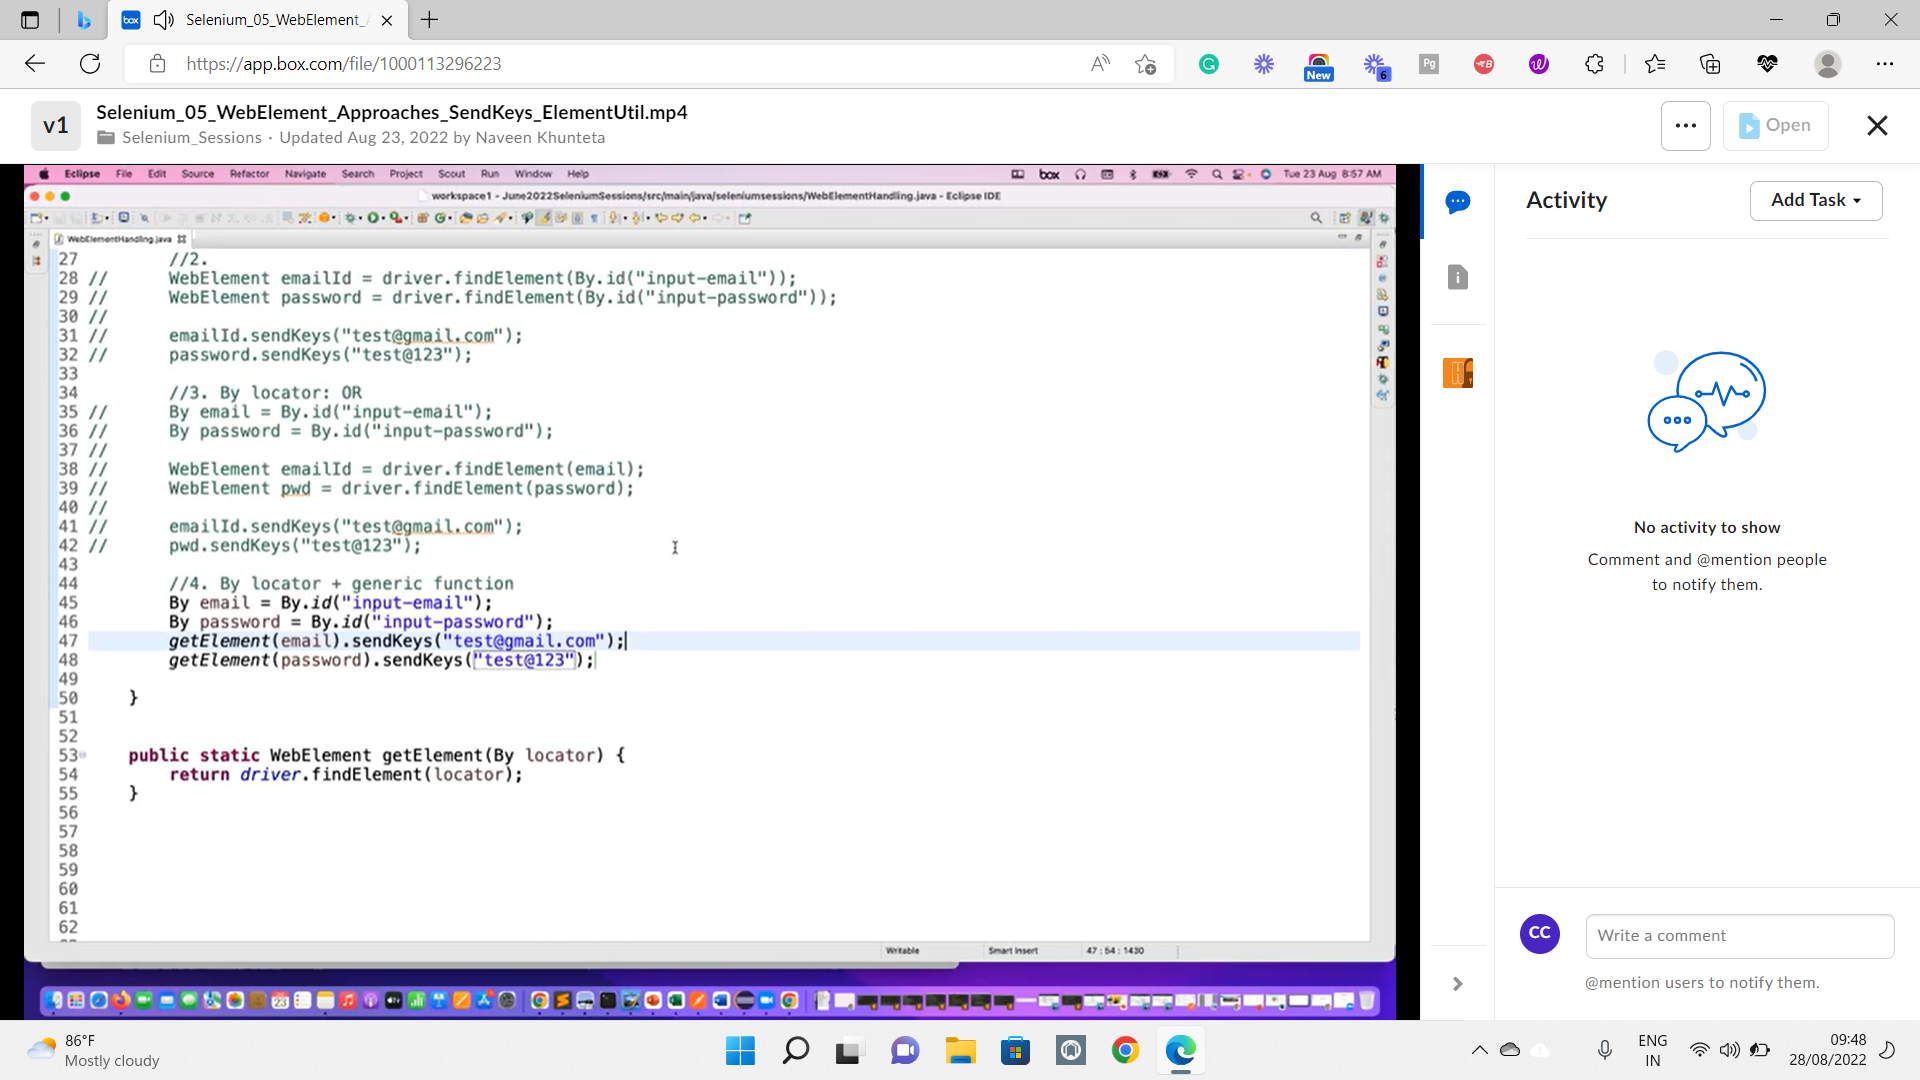 Selenium_05_WebElement_
https://app.box.com/file/1000113296223
New
6
Pg
v1
Selenium_05_WebElement_Approaches_SendKeys_ElementUtil.mp4
Selenium_Sessions · Updated Aug 23, 2022 by Naveen Khunteta
Open
Eclipse File Edit Source Refactor Navigate Search Project Scout Run Window Help
box
Tue 23 Aug 8:57 AM
workspace1 - June2022SeleniumSessions/src/main/java/seleniumsessions/WebElementHandling.java - Eclipse IDE
WebElementHandling.java
27 //2.
28 // WebElement emailId = driver.findElement(By.id("input-email"));
29 // WebElement password = driver.findElement(By.id("input-password"));
30 //
31 // emailId.sendKeys("test@gmail.com");
32 // password.sendKeys("test@123");
33
34 //3. By locator: OR
35 // By email = By.id("input-email");
36 // By password = By.id("input-password");
37 //
38 // WebElement emailId = driver.findElement(email);
39 // WebElement pwd = driver.findElement(password);
40 //
41 // emailId.sendKeys("test@gmail.com");
42 // pwd.sendKeys("test@123");
43
44 //4. By locator + generic function
45 By email = By.id("input-email");
46 By password = By.id("input-password");
47 getElement(email).sendKeys("test@gmail.com");
48 getElement(password).sendKeys("test@123");
49
50 }
51
52
53 public static WebElement getElement(By locator) {
54 return driver.findElement(locator);
55 }
56
57
58
59
60
61
62
Writable
Smart Insert
47 : 54 : 1430
Activity
Add Task
No activity to show
Comment and @mention people
to notify them.
CC
Write a comment
@mention users to notify them.
86°F
Mostly cloudy
ENG
IN
09:48
28/08/2022